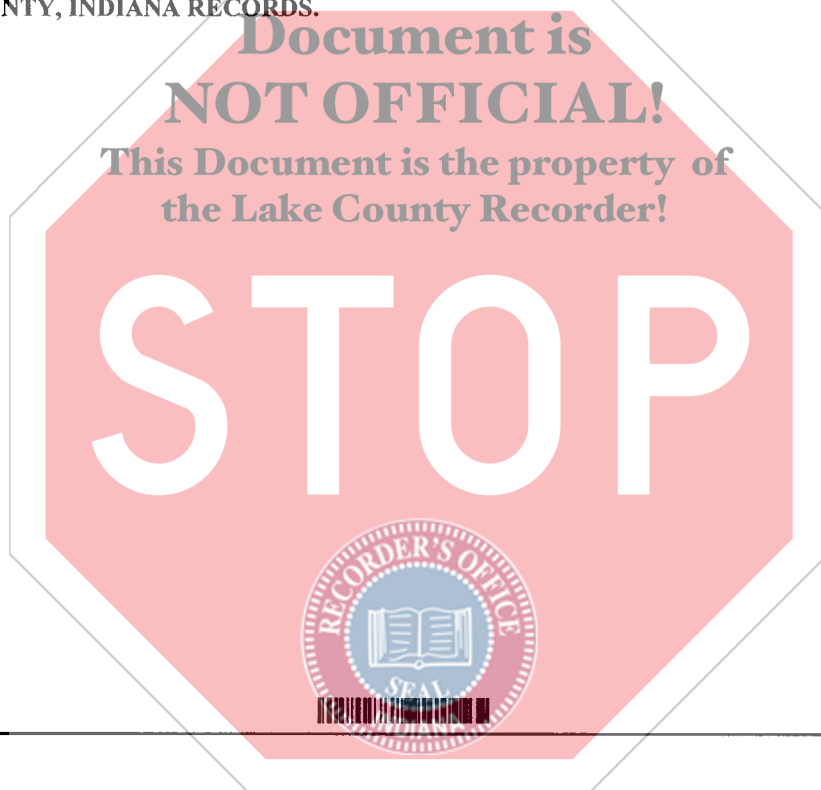 NTY, INDIANA RECORDS.
Document is
NOT OFFICIAL!
This Document is the property of
the Lake County Recorder!
STOP
RECORDER'S OFFICE
SEAL
INDIANA